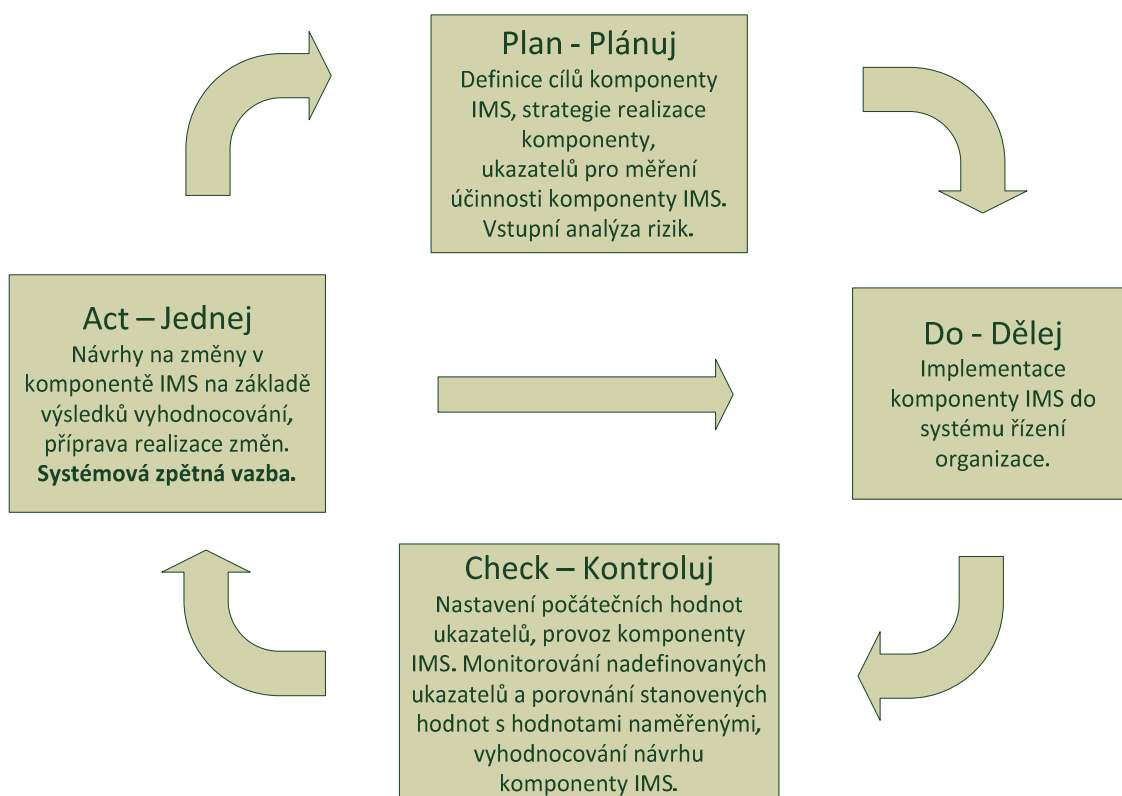 Plan - Plánuj
Definice cílů komponenty
IMS, strategie realizace
komponenty,
ukazatelů pro měření
účinnosti komponenty IMS.
Vstupní analýza rizik.
Act – Jednej
Návrhy na změny v
komponentě IMS na základě
výsledků vyhodnocování,
příprava realizace změn.
Systémová zpětná vazba.
Do - Dělej
Implementace
komponenty IMS do
systému řízení
organizace.
Check – Kontroluj
Nastavení počátečních hodnot
ukazatelů, provoz komponenty
IMS. Monitorování nadefinovaných
ukazatelů a porovnání stanovených
hodnot s hodnotami naměřenými,
vyhodnocování návrhu
komponenty IMS.